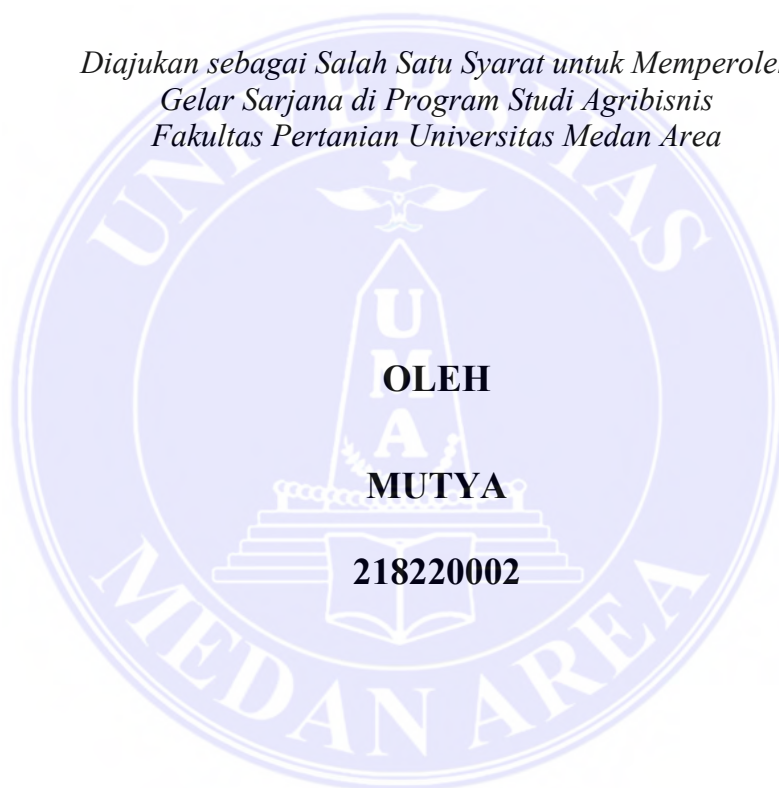 Diajukan sebagai Salah Satu Syarat untuk Memperole
Gelar Sarjana di Program Studi Agribisnis
Fakultas Pertanian Universitas Medan Area
UNIVERSITAS
U
M
A
OLEH
MUTYA
218220002
MEDAN AREA